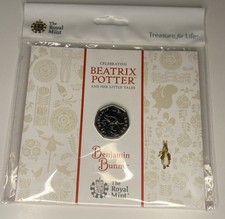 The
Royal
Mint
Treasure for Life
CELEBRATING
BEATRIX
POTTER
AND HER LITTLE TALES
Benjamin
Bunny
The
Royal
Mint